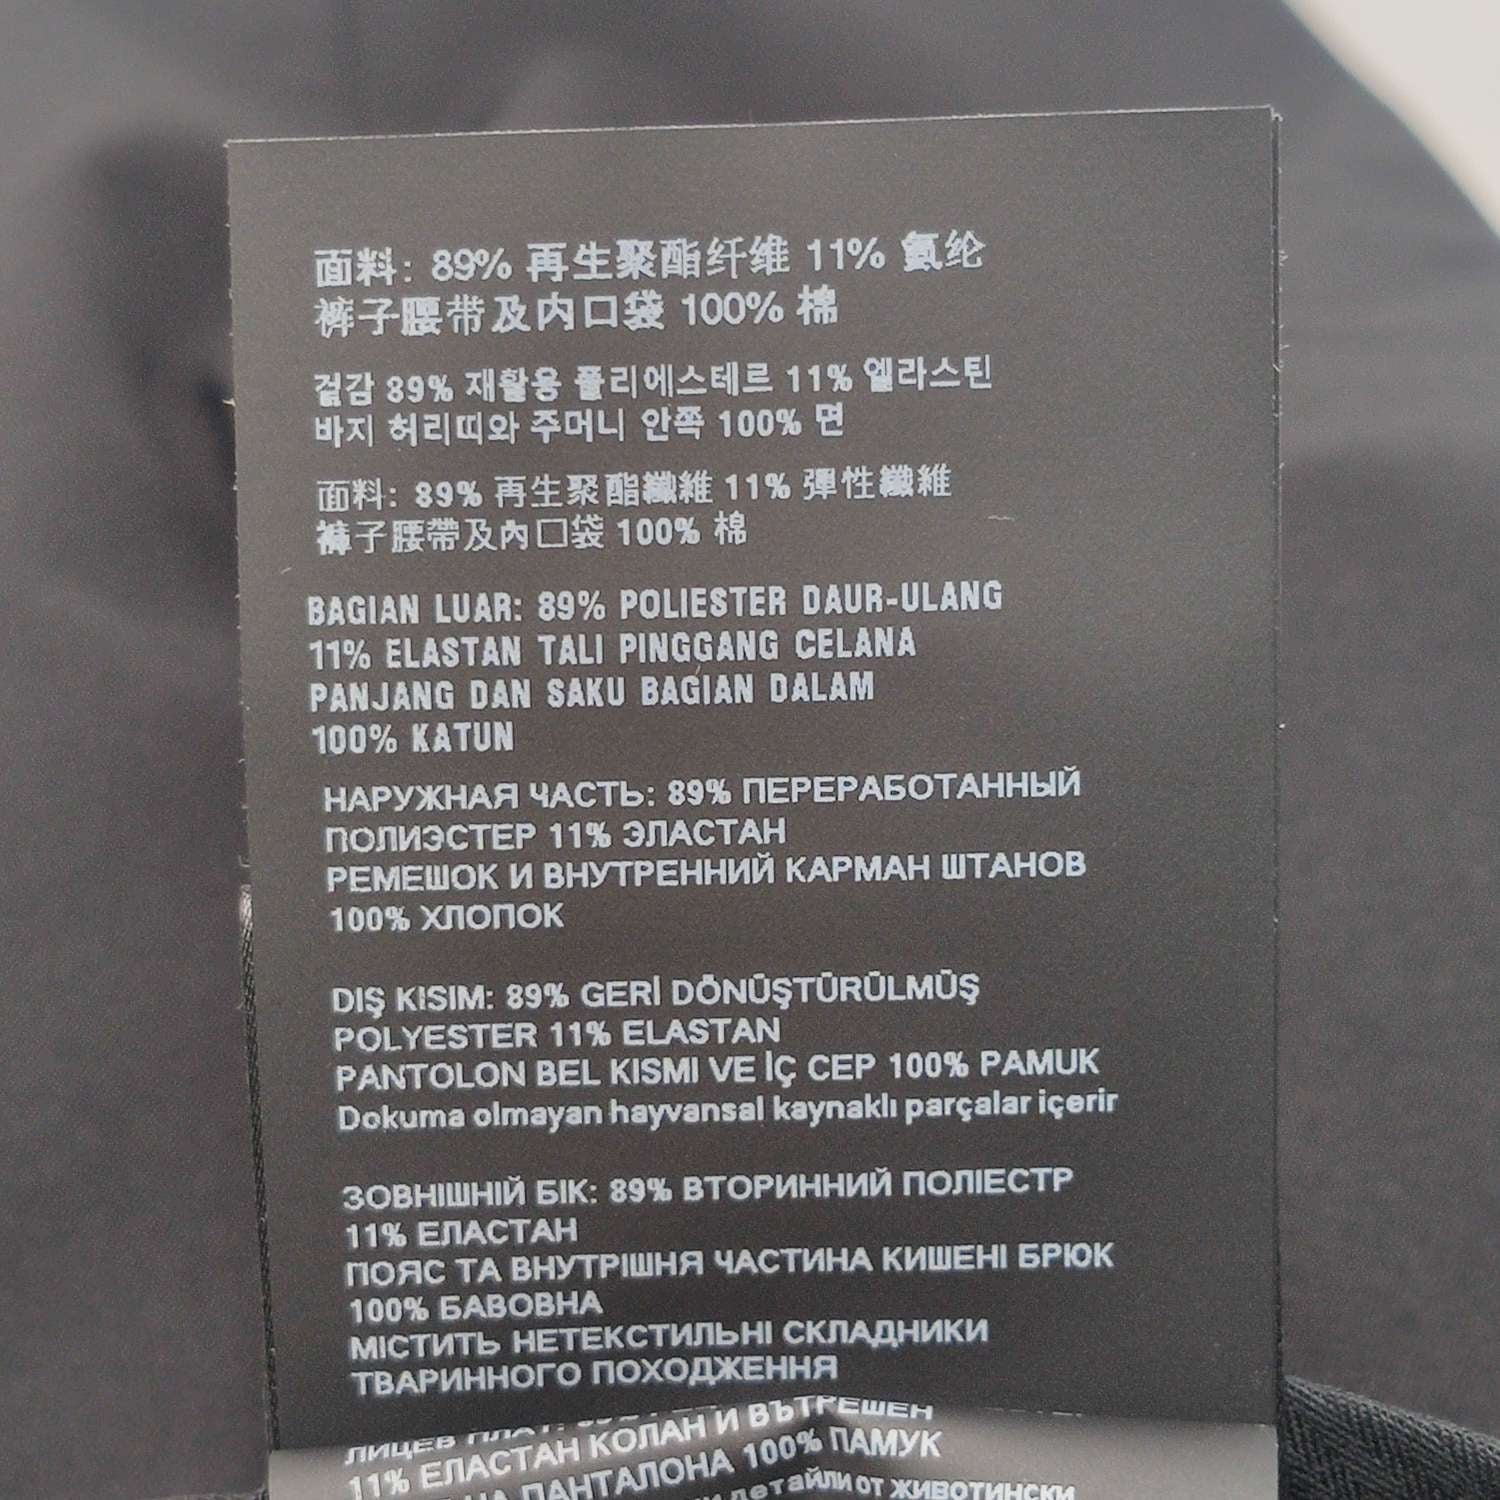 面料: 89% 再生聚酯纤维 11% 氨纶
裤子腰带及内口袋 100% 棉
겉감 89% 재활용 폴리에스테르 11% 엘라스틴
바지 허리띠와 주머니 안쪽 100% 면
面料: 89% 再生聚酯纖維 11% 彈性纖維
褲子腰帶及內口袋 100% 棉
BAGIAN LUAR: 89% POLIESTER DAUR-ULANG
11% ELASTAN TALI PINGGANG CELANA
PANJANG DAN SAKU BAGIAN DALAM
100% KATUN
НАРУЖНАЯ ЧАСТЬ: 89% ПЕРЕРАБОТАННЫЙ
ПОЛИЭСТЕР 11% ЭЛАСТАН
РЕМЕШОК И ВНУТРЕННИЙ КАРМАН ШТАНОВ
100% ХЛОПОК
DIŞ KISIM: 89% GERİ DÖNÜŞTÜRÜLMÜŞ
POLYESTER 11% ELASTAN
PANTOLON BEL KISMI VE İÇ CEP 100% PAMUK
Dokuma olmayan hayvansal kaynaklı parçalar içerir
ЗОВНІШНІЙ БІК: 89% ВТОРИННИЙ ПОЛІЕСТР
11% ЕЛАСТАН
ПОЯС ТА ВНУТРІШНЯ ЧАСТИНА КИШЕНІ БРЮК
100% БАВОВНА
МІСТИТЬ НЕТЕКСТИЛЬНІ СКЛАДНИКИ
ТВАРИННОГО ПОХОДЖЕННЯ
ЛИЦЕВ
11% ЕЛАСТАН КОЛАН И ВЪТРЕШЕН
НА ПАНТАЛОНА 100% ПАМУК
детайли от животински